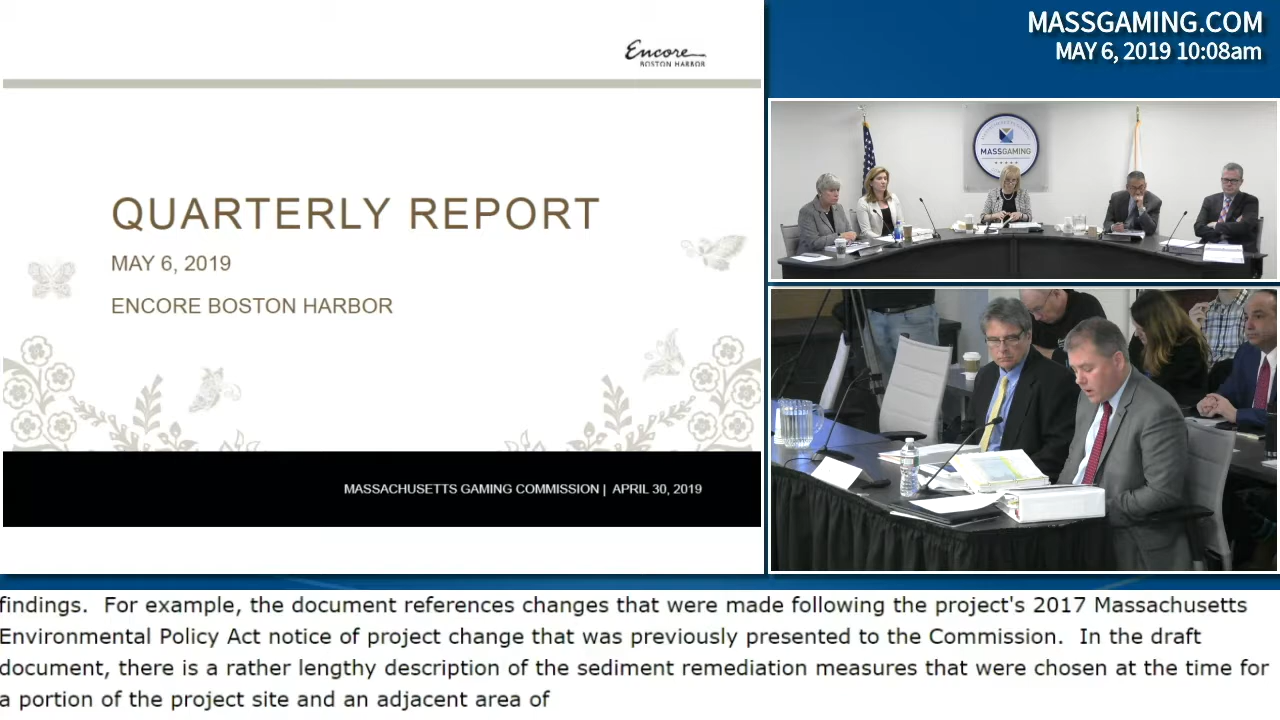 Encore
BOSTON HARBOR
QUARTERLY REPORT
MAY 6, 2019
ENCORE BOSTON HARBOR
MASSACHUSETTS GAMING COMMISSION | APRIL 30, 2019
MASSGAMING.COM
MAY 6, 2019 10:08am
MASSGAMING
findings. For example, the document references changes that were made following the project's 2017 Massachusetts
Environmental Policy Act notice of project change that was previously presented to the Commission. In the draft
document, there is a rather lengthy description of the sediment remediation measures that were chosen at the time for
a portion of the project site and an adjacent area of